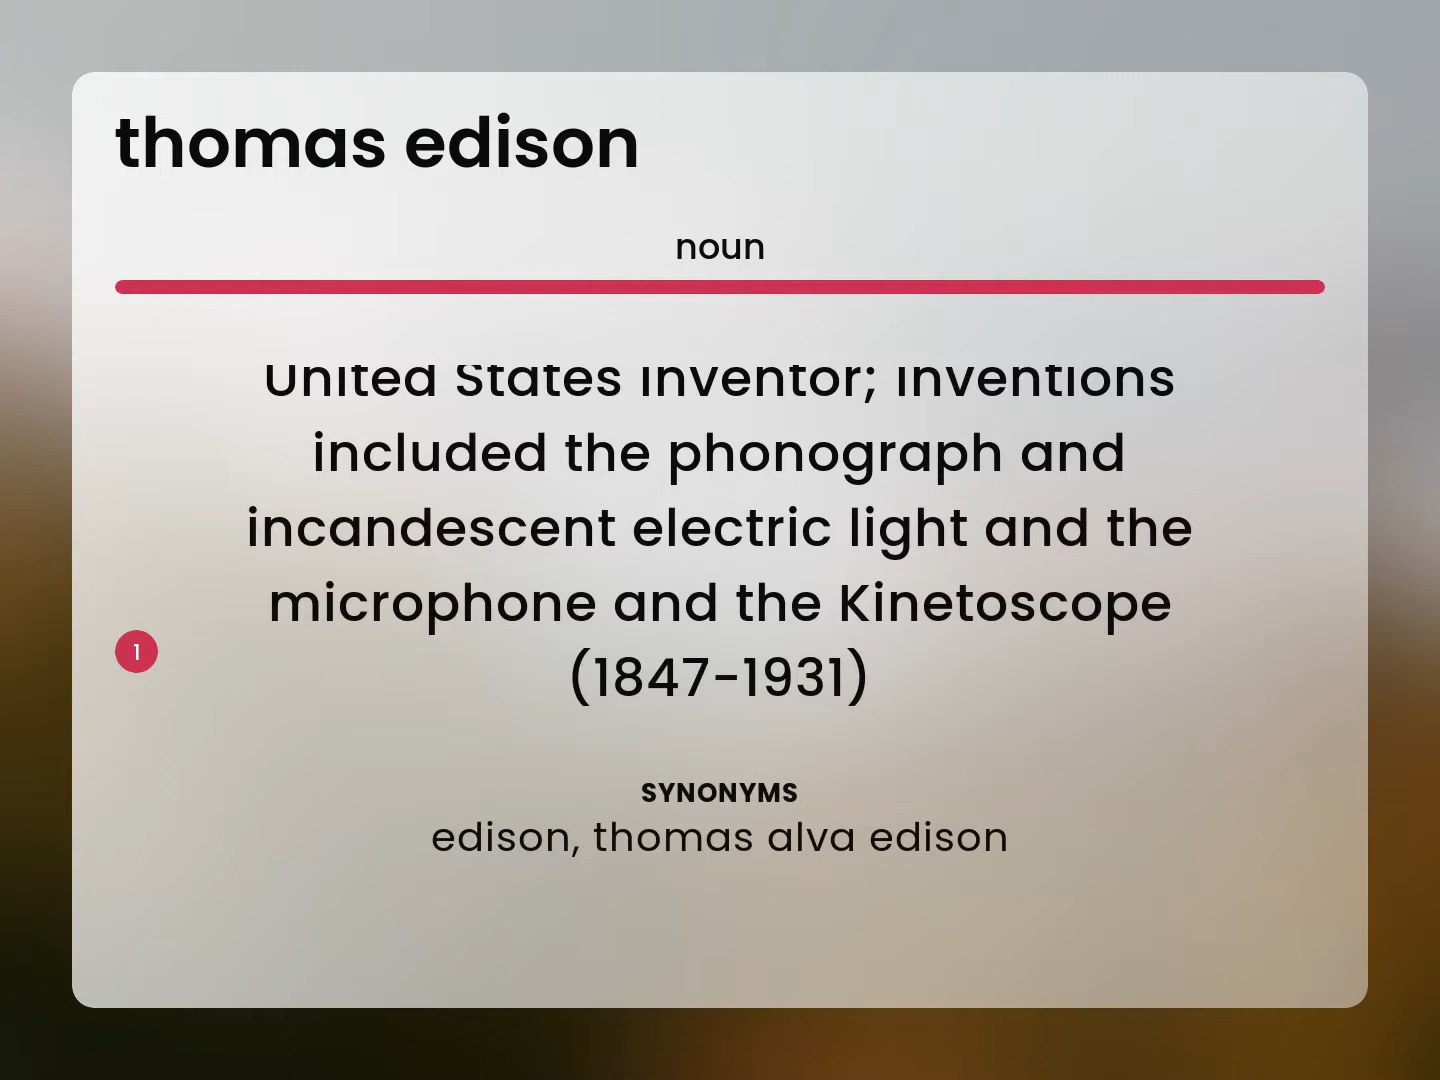 thomas edison
noun
United States inventor; inventions
included the phonograph and
incandescent electric light and the
microphone and the Kinetoscope
1
(1847-1931)
SYNONYMS
edison, thomas alva edison